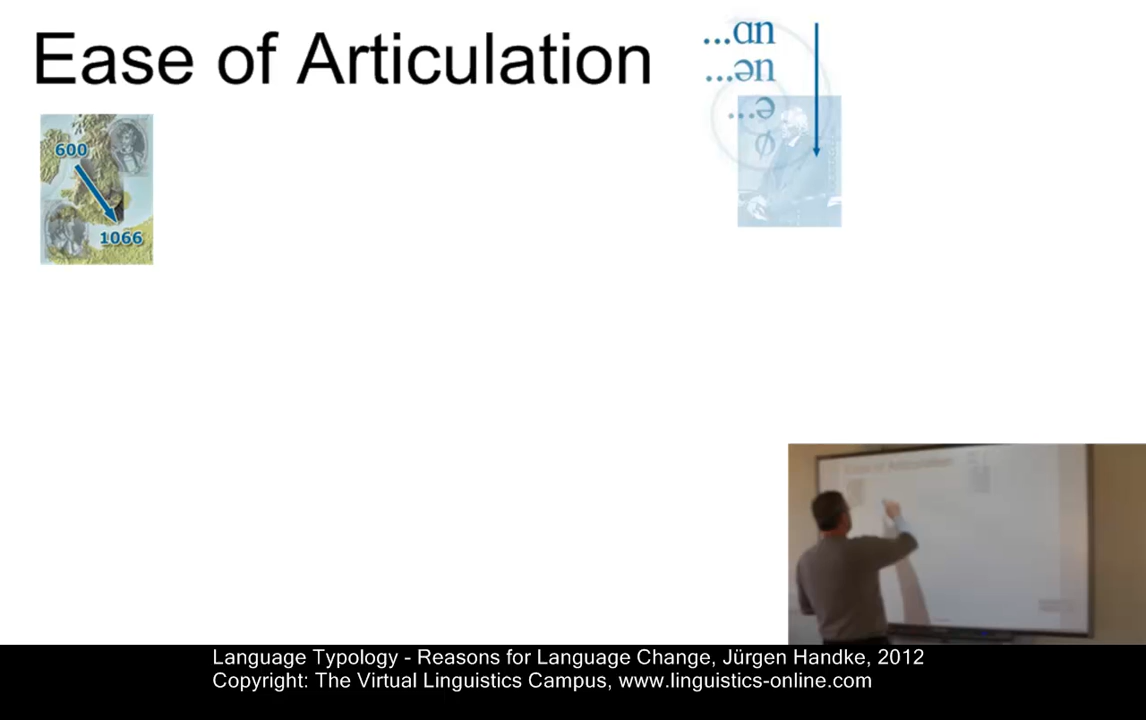 Ease of Articulation
...ɑn
...ən
...ə
ø
600
1066
Language Typology - Reasons for Language Change, Jürgen Handke, 2012
Copyright: The Virtual Linguistics Campus, www.linguistics-online.com